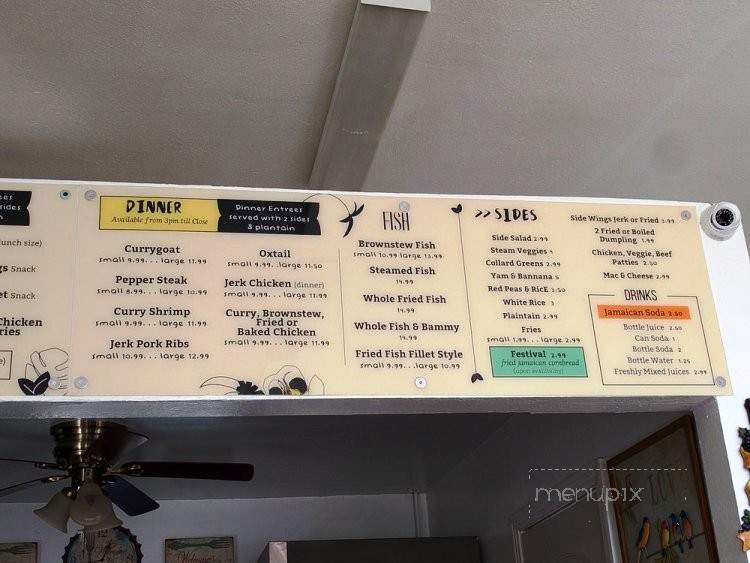 lunch size)
gs Snack
et Snack
Chicken
ries
DINNER
Available from 3pm till Close
Dinner Entrees
served with 2 sides
& plantain
Currygoat
small 9.99...large 11.99
Pepper Steak
small 8.99...large 10.99
Curry Shrimp
small 9.99...large 11.99
Jerk Pork Ribs
small 10.99...large 12.99
Oxtail
small 9.99...large 11.50
Jerk Chicken (dinner)
small 9.99...large 11.99
Curry, Brownstew,
Fried or
Baked Chicken
small 9.99...large 11.99
FISH
Brownstew Fish
small 10.99 large 13.99
Steamed Fish
14.99
Whole Fried Fish
14.99
Whole Fish & Bammy
14.99
Fried Fish Fillet Style
small 9.99...large 10.99
>> SIDES
Side Salad 2.99
Steam Veggies
Collard Greens 2.99
Yam & Bannana
Red Peas & RicE 2.50
White Rice 3
Plantain 2.99
Fries
small 1.99...large 2.99
Festival 2.99
fried jamaican cornbread
(upon availability)
Side Wings Jerk or Fried 3.99
2 Fried or Boiled
Dumpling 1.99
Chicken, Veggie, Beef
Patties 2.50
Mac & Cheese 2.99
DRINKS
Jamaican Soda 2.50
Bottle Juice 2.50
Can Soda 1
Bottle Soda 2
Bottle Water 1.25
Freshly Mixed Juices 2.99
menupix